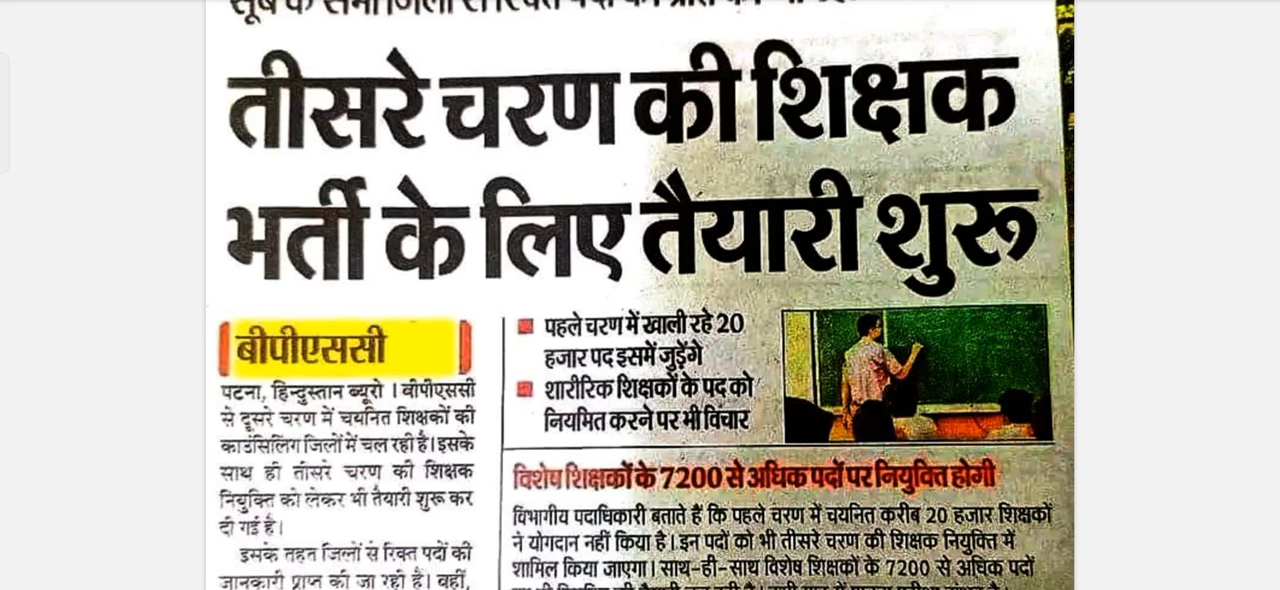 तीसरे चरण की शिक्षक
भर्ती के लिए तैयारी शुरू
बीपीएससी
पटना, हिन्दुस्तान ब्यूरो । बीपीएससी
से दूसरे चरण में चयनित शिक्षकों की
काउंसिलिंग जिलों में चल रही है। इसके
साथ ही तीसरे चरण की शिक्षक
नियुक्ति को लेकर भी तैयारी शुरू कर
दी गई है।
इसके तहत जिलों से रिक्त पदों की
जानकारी प्राप्त की जा रही है। वहीं,
पहले चरण में खाली रहे 20
हजार पद इसमें जुड़ेंगे
शारीरिक शिक्षकों के पद को
नियमित करने पर भी विचार
विशेष शिक्षकों के 7200 से अधिक पदों पर नियुक्ति होगी
विभागीय पदाधिकारी बताते हैं कि पहले चरण में चयनित करीब 20 हजार शिक्षकों
ने योगदान नहीं किया है। इन पदों को भी तीसरे चरण की शिक्षक नियुक्ति में
शामिल किया जाएगा। साथ-ही-साथ विशेष शिक्षकों के 7200 से अधिक पदों